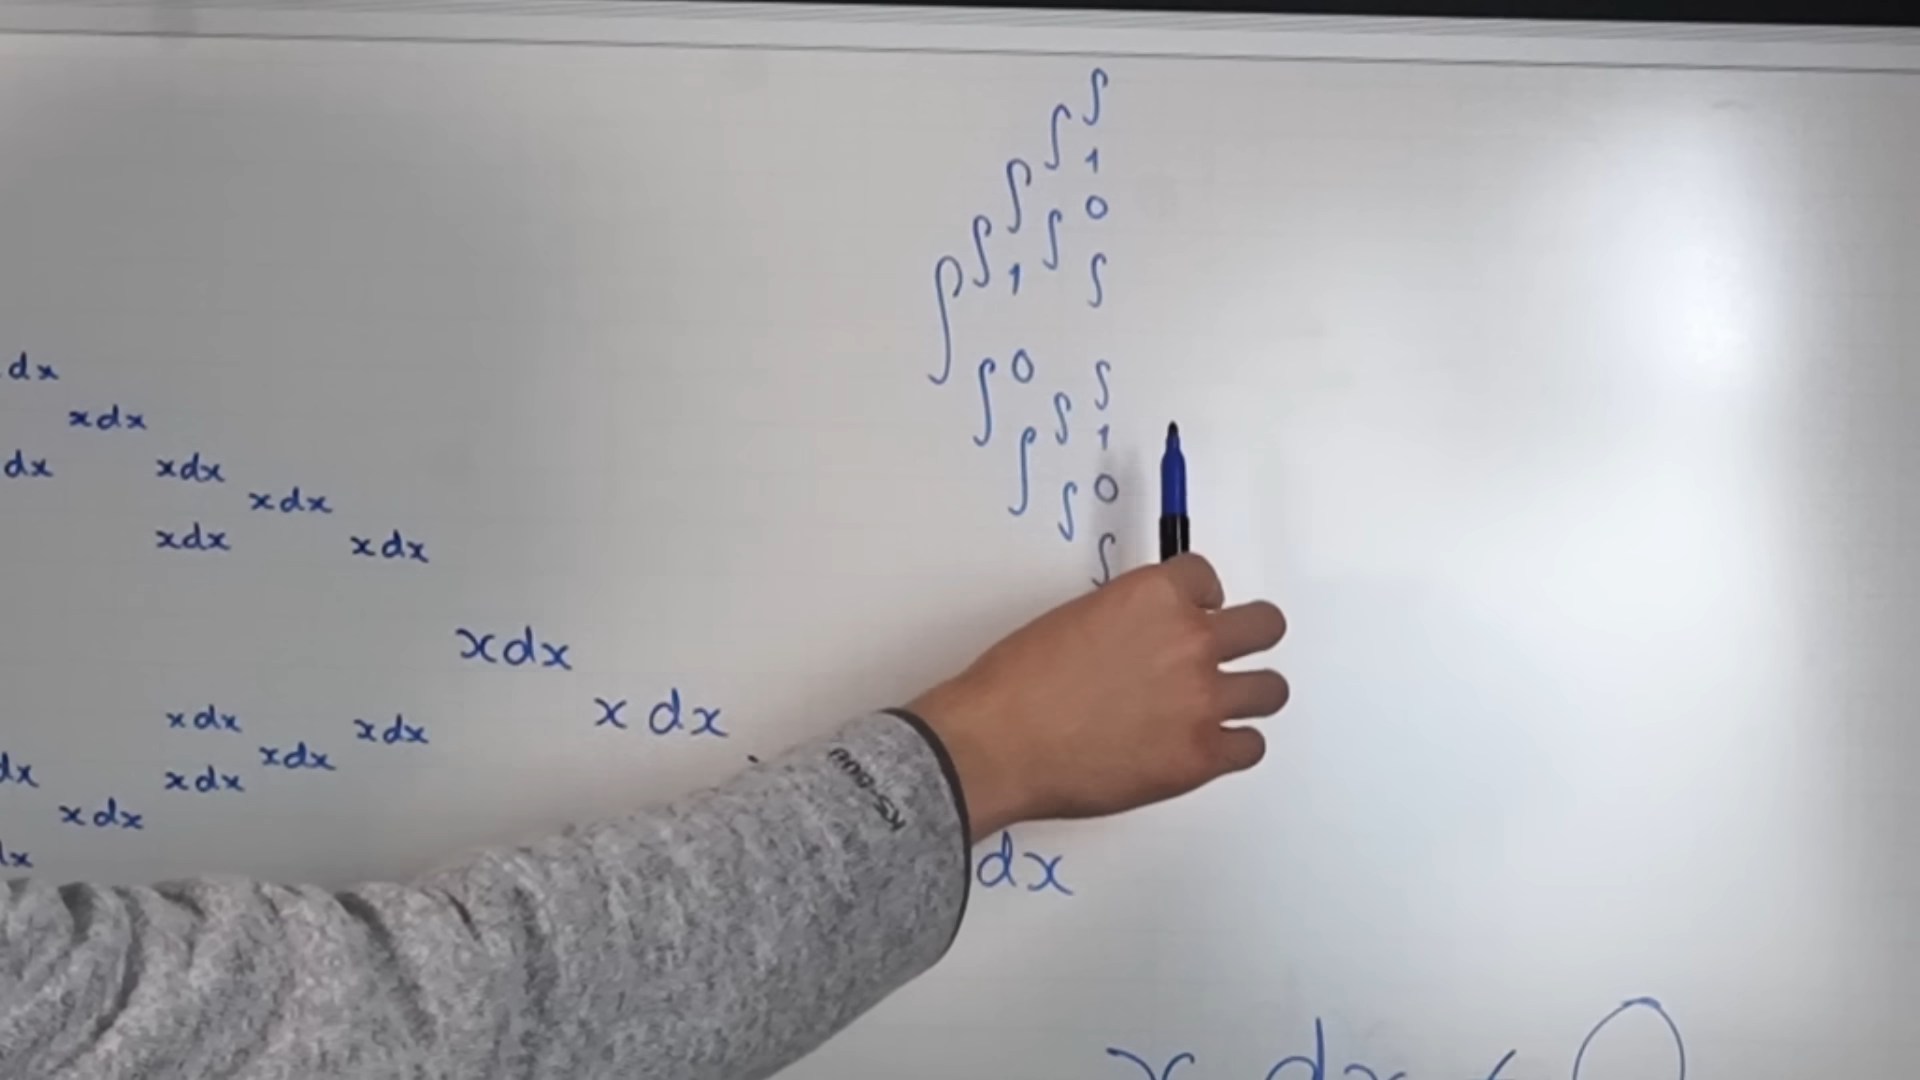 ∫
∫
1
∫
0
∫ ∫
∫
1
∫
0
∫
dx
∫
∫
xdx
∫
1
dx
xdx
∫
0
xdx
∫
xdx
xdx
∫
xdx
x dx
xdx
xdx
xdx
xdx
dx
xdx
dx